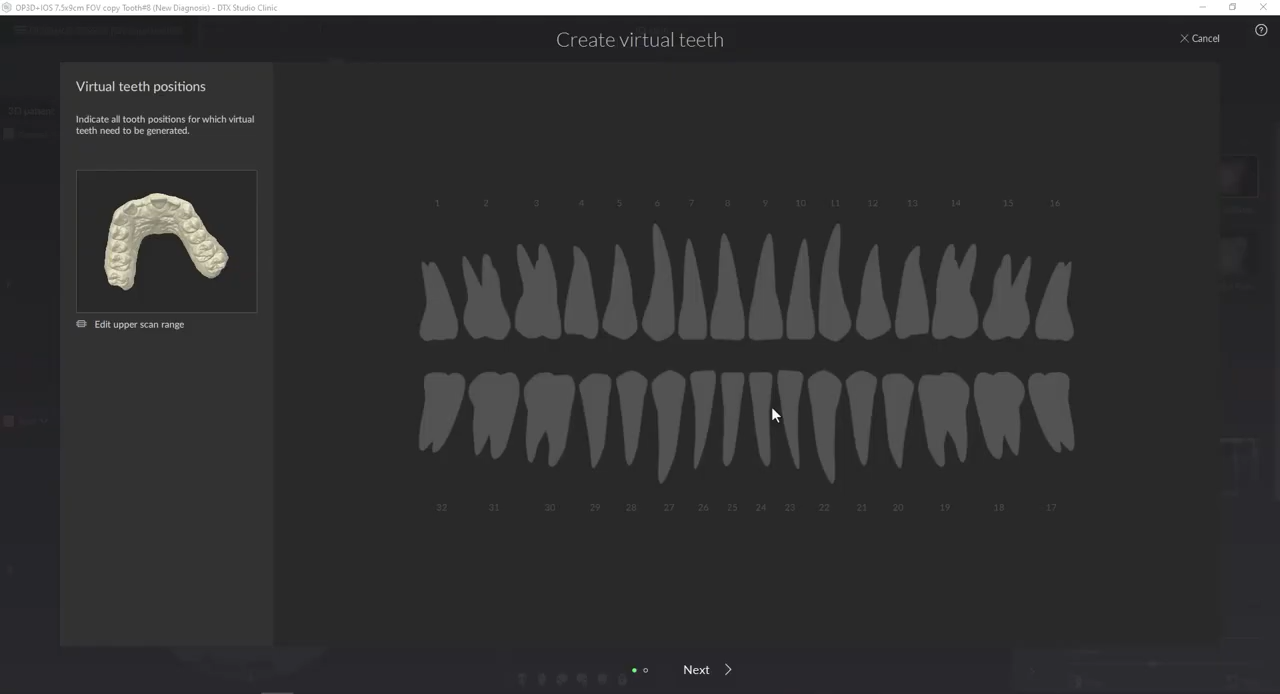 OP3D+IOS 7,5x9cm FOV copy Tooth#8 (New Diagnosis) - DTX Studio Clinic
Create virtual teeth
Cancel
Virtual teeth positions
Indicate all tooth positions for which virtual
teeth need to be generated.
Edit upper scan range
1 2 3 4 5 6 7 8 9 10 11 12 13 14 15 16
32 31 30 29 28 27 26 25 24 23 22 21 20 19 18 17
Next